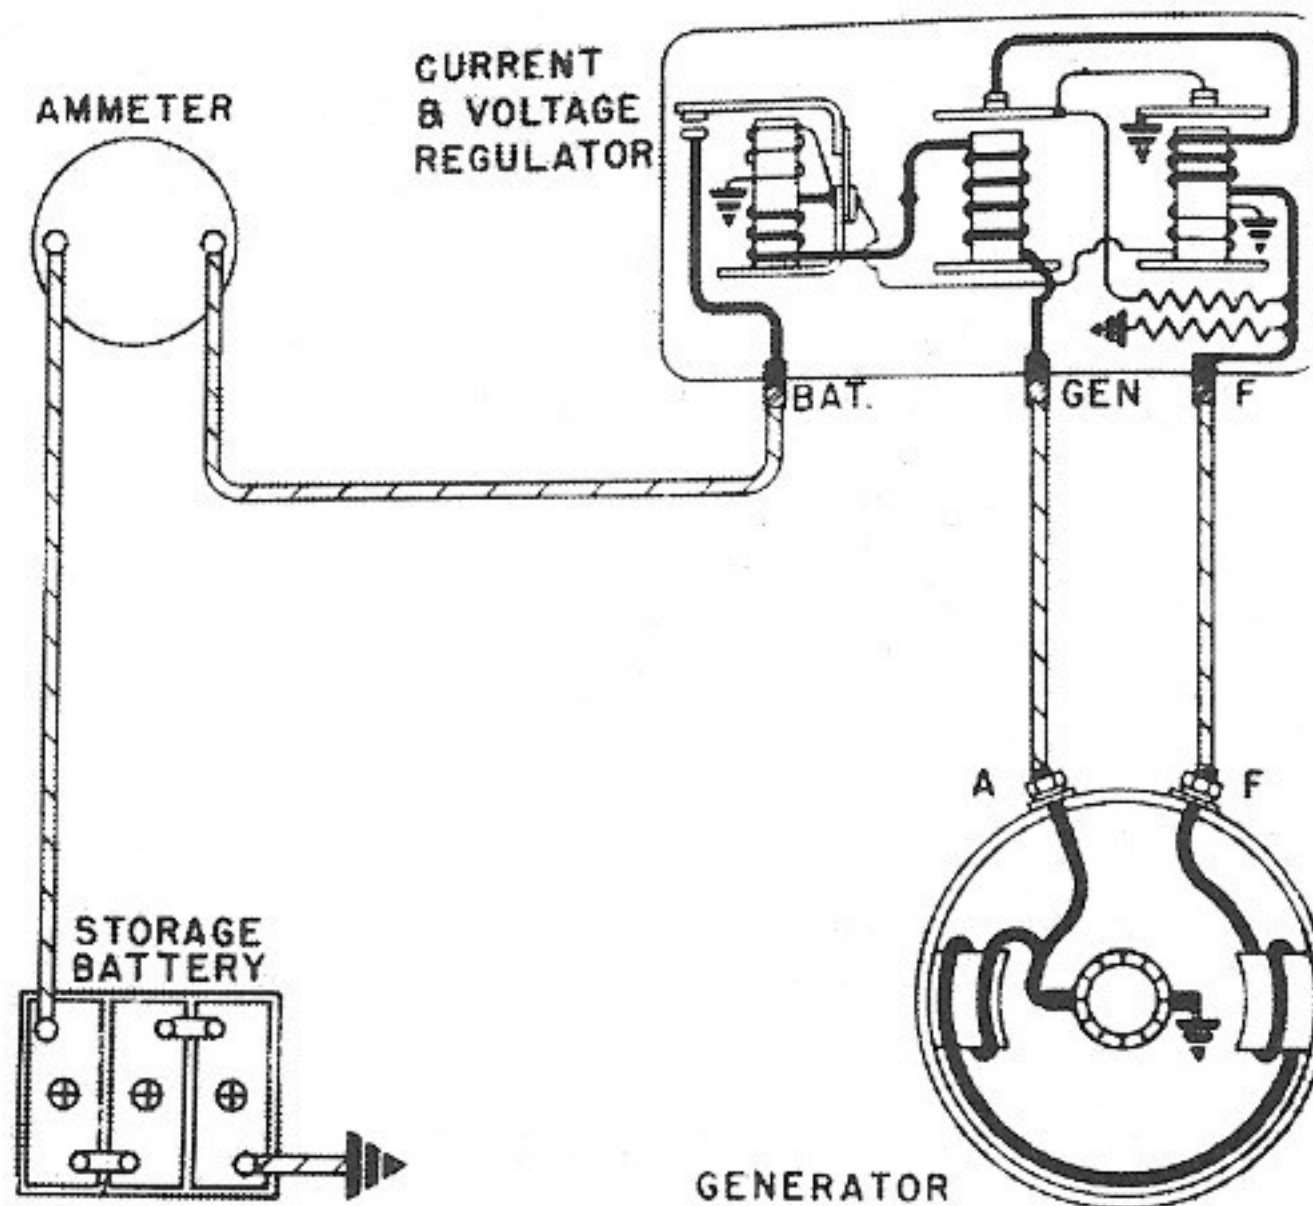 CURRENT
& VOLTAGE
REGULATOR
AMMETER
BAT.
GEN
F
A
F
STORAGE
BATTERY
GENERATOR